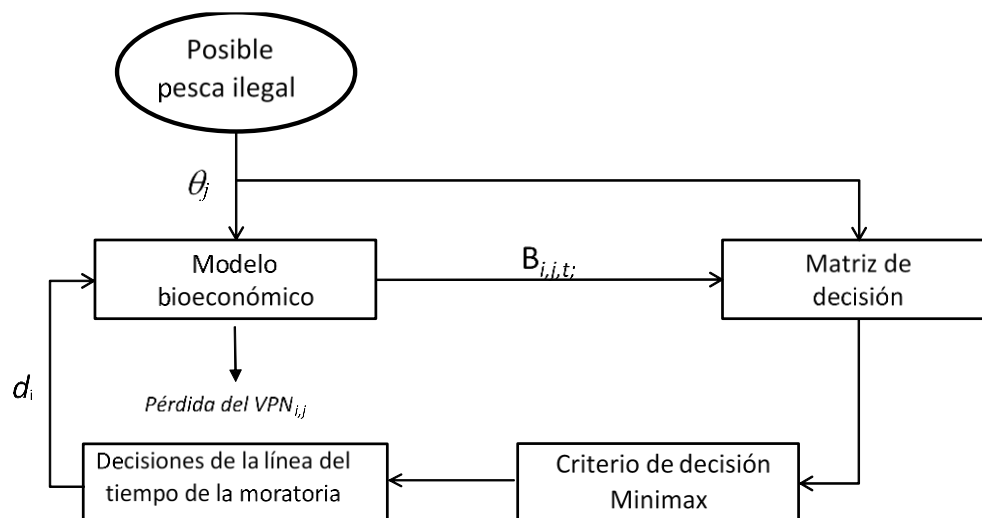 Posible
pesca ilegal
θj
Modelo
bioeconómico
Bi,j,t;
Matriz de
decisión
di
Pérdida del VPNi,j
Decisiones de la línea del
tiempo de la moratoria
Criterio de decisión
Minimax